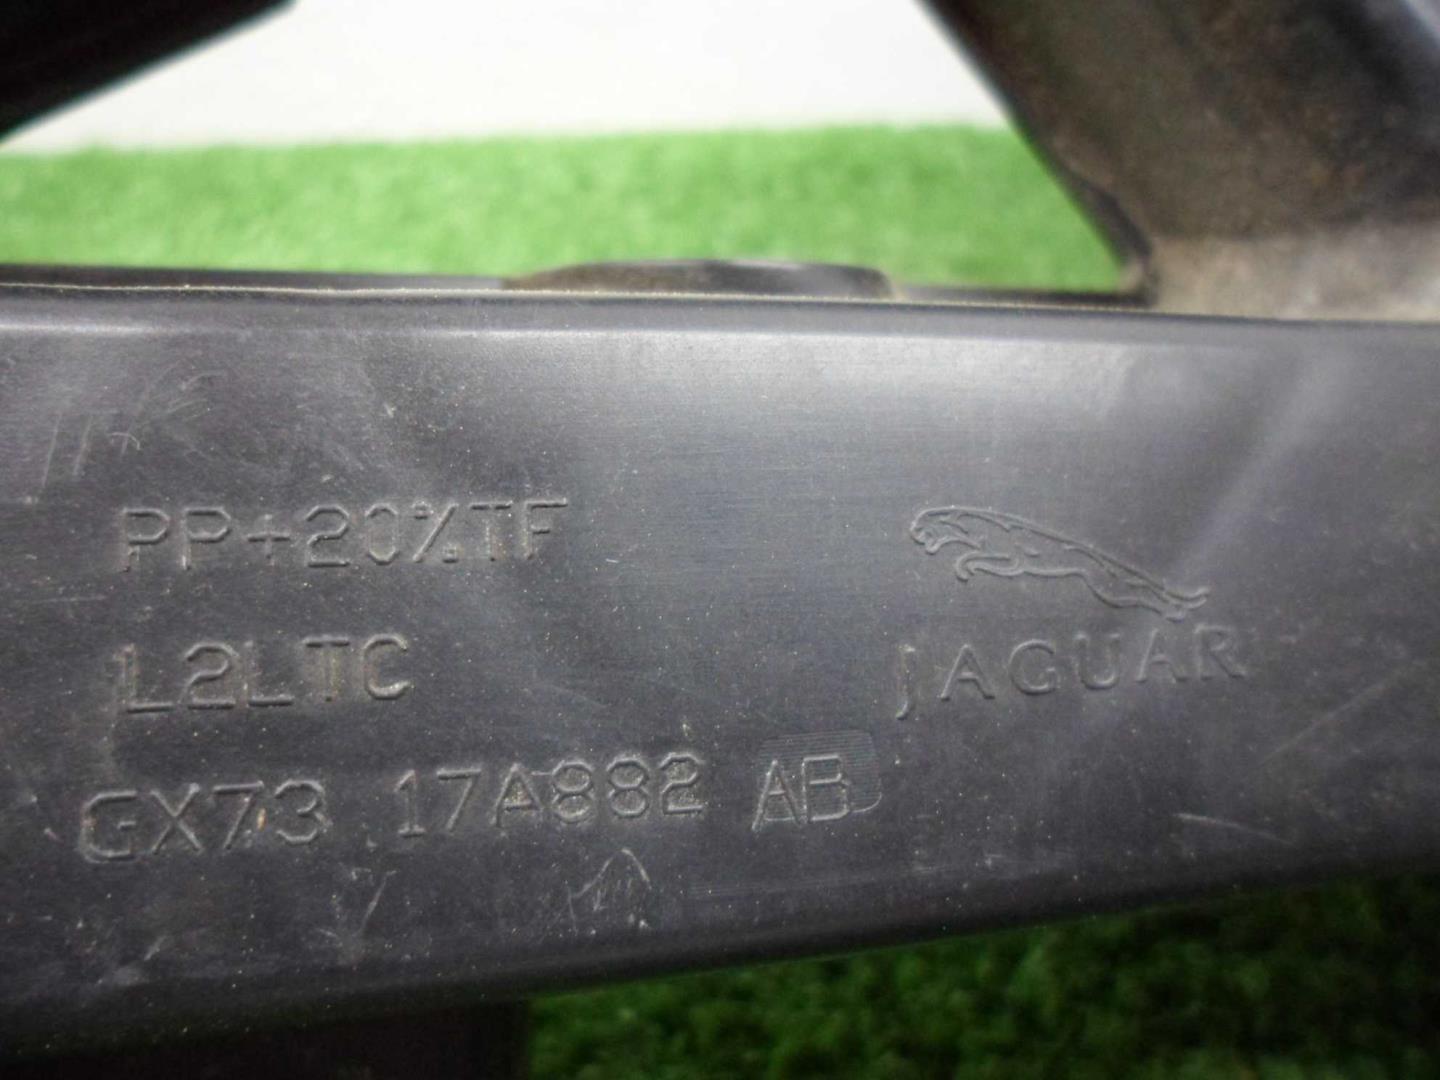 PP+20%TF
L2LTC
GX73 17A882 AB
JAGUAR